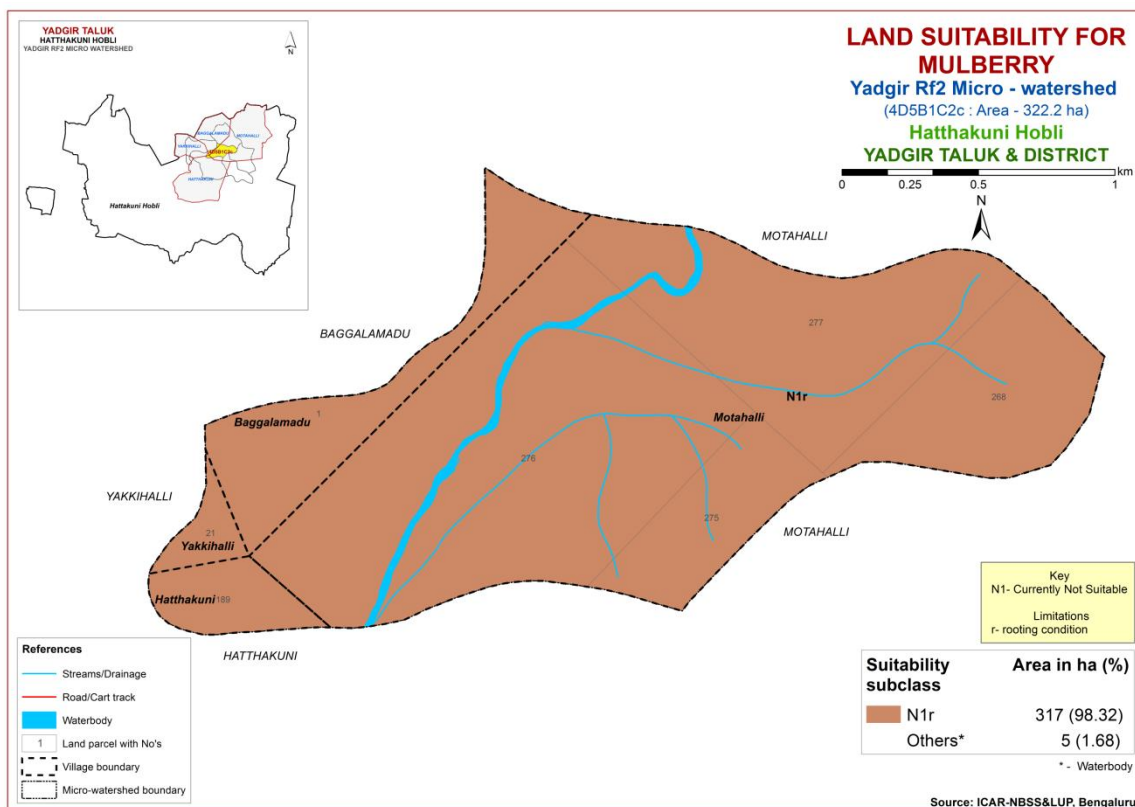 YADGIR TALUK
HATTHAKUNI HOBLI
YADGIR RF2 MICRO WATERSHED
N
BAGGALAMADU
MOTAHALLI
HATTHAKUNI
Hattakuni Hobli
LAND SUITABILITY FOR
MULBERRY
Yadgir Rf2 Micro - watershed
(4D5B1C2c : Area - 322.2 ha)
Hatthakuni Hobli
YADGIR TALUK & DISTRICT
km
0 0.25 0.5 1
N
MOTAHALLI
BAGGALAMADU
277
N1r
268
Motahalli
Baggalamadu
1
276
YAKKIHALLI
275
MOTAHALLI
21
Yakkihalli
Hatthakuni
189
HATTHAKUNI
Key
N1- Currently Not Suitable
Limitations
r- rooting condition
References
Streams/Drainage
Road/Cart track
Waterbody
1 Land parcel with No's
Village boundary
Micro-watershed boundary
Suitability subclass Area in ha (%)
N1r 317 (98.32)
Others* 5 (1.68)
* - Waterbody
Source: ICAR-NBSS&LUP, Bengaluru